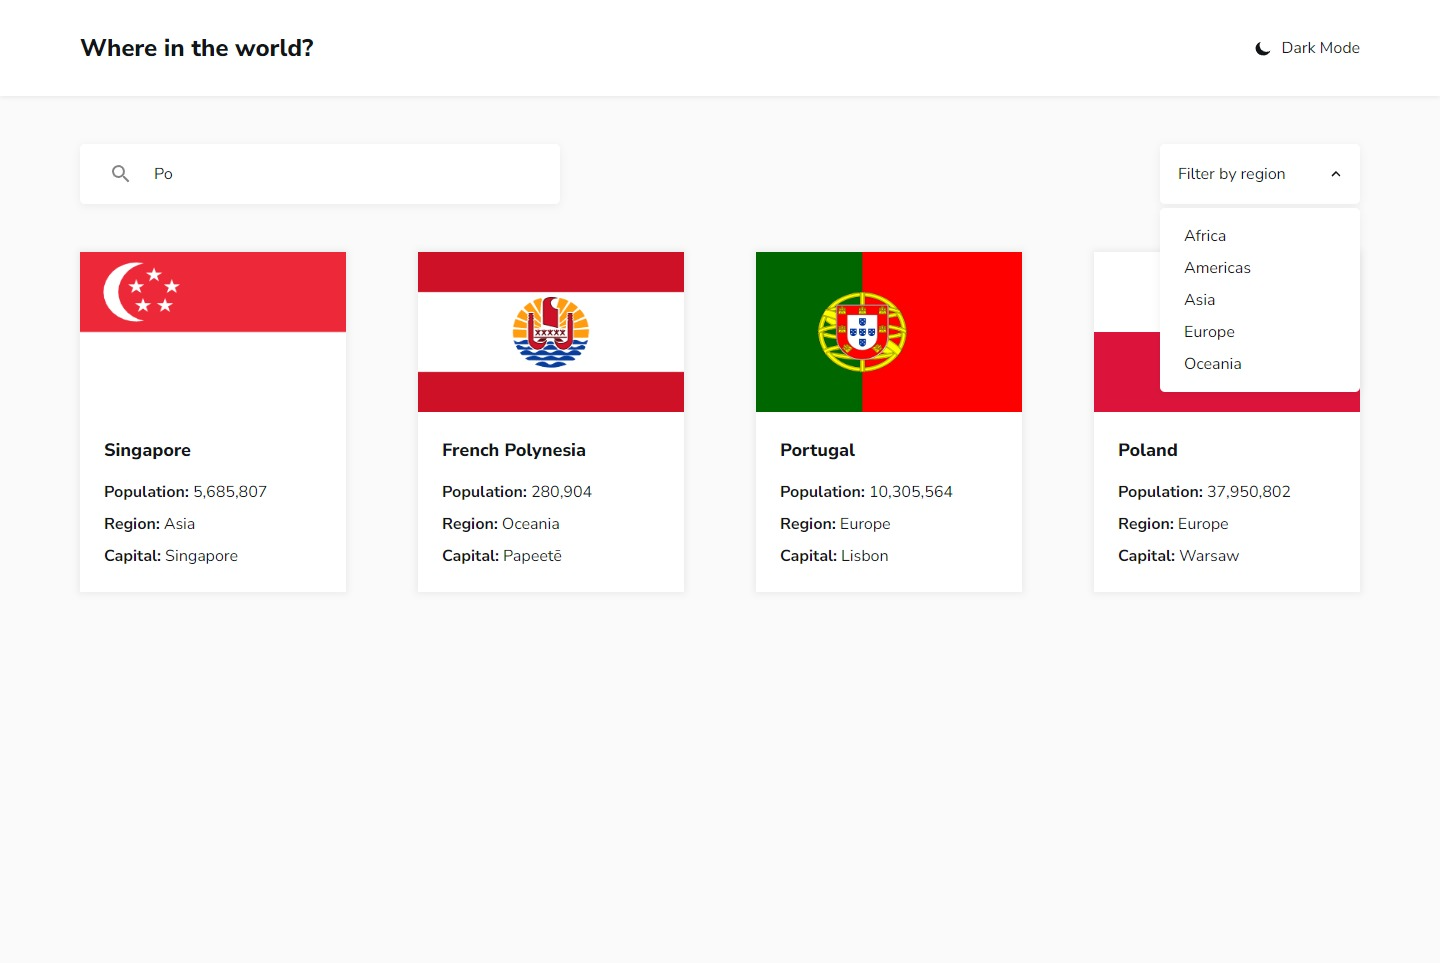 Where in the world?
Dark Mode
Po
Filter by region
Africa
Americas
Asia
Europe
Oceania
Singapore
Population: 5,685,807
Region: Asia
Capital: Singapore
French Polynesia
Population: 280,904
Region: Oceania
Capital: Papeetē
Portugal
Population: 10,305,564
Region: Europe
Capital: Lisbon
Poland
Population: 37,950,802
Region: Europe
Capital: Warsaw